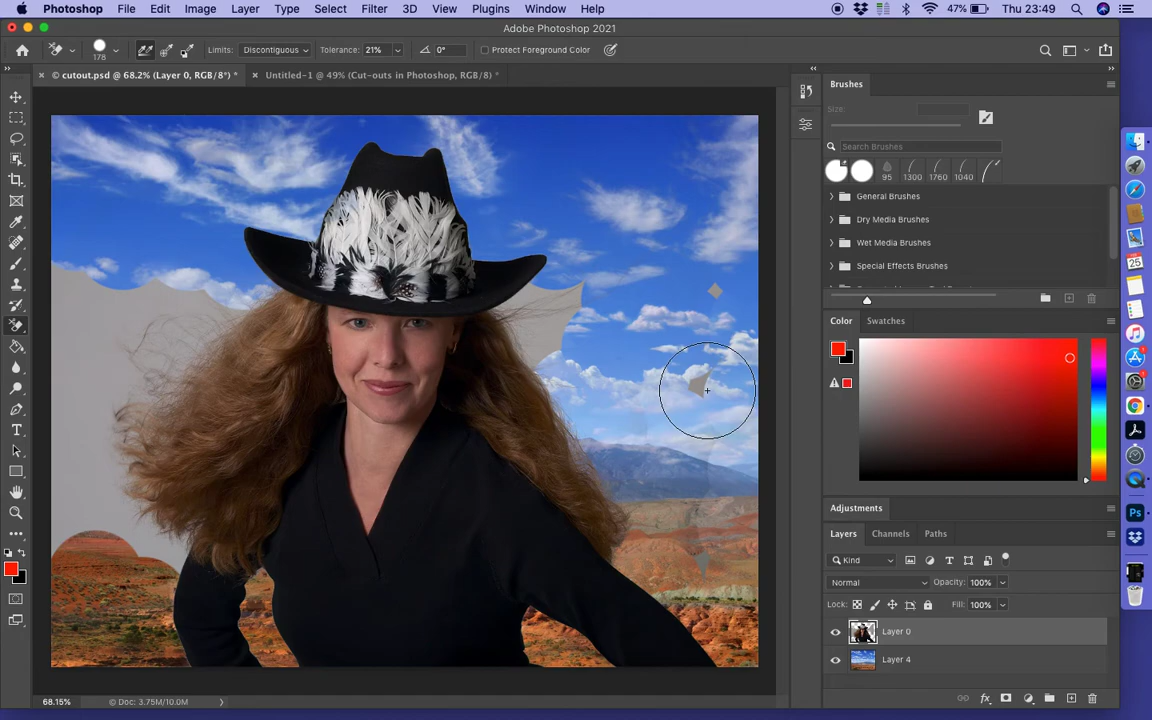 Photoshop File Edit Image Layer Type Select Filter 3D View Plugins Window Help 47% Thu 23:49
Adobe Photoshop 2021
178 Limits: Discontiguous Tolerance: 21% 0° Protect Foreground Color
© cutout.psd @ 68.2% (Layer 0, RGB/8*) * Untitled-1 @ 49% (Cut-outs in Photoshop, RGB/8) *
Brushes
Size:
Search Brushes
95 1300 1760 1040
General Brushes
Dry Media Brushes
Wet Media Brushes
Special Effects Brushes
Color Swatches
Adjustments
Layers Channels Paths
Kind
Normal Opacity: 100%
Lock: Fill: 100%
Layer 0
Layer 4
68.15% © Doc: 3.75M/10.0M